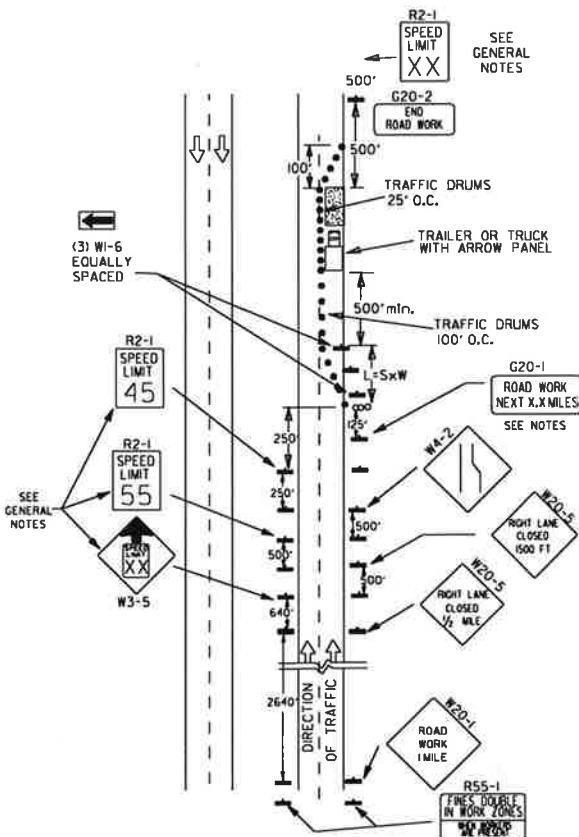 R2-1
SPEED
LIMIT
XX
SEE
GENERAL
NOTES
500'
G20-2
END
ROAD WORK
500'
100'
TRAFFIC DRUMS
25' O.C.
(3) W1-6
EQUALLY
SPACED
TRAILER OR TRUCK
WITH ARROW PANEL
500' min.
TRAFFIC DRUMS
100' O.C.
R2-1
SPEED
LIMIT
45
L=SxW
G20-1
ROAD WORK
NEXT X.X MILES
SEE NOTES
125'
250'
R2-1
SPEED
LIMIT
55
250'
W4-2
SEE
GENERAL
NOTES
500'
500'
W20-5
RIGHT LANE
CLOSED
1500 FT
SPEED
LIMIT
XX
W3-5
640'
500'
W20-5
RIGHT LANE
CLOSED
1/2 MILE
2640'
DIRECTION
OF TRAFFIC
W20-1
ROAD
WORK
1 MILE
R55-1
FINES DOUBLE
IN WORK ZONES
WHEN WORKERS
ARE PRESENT